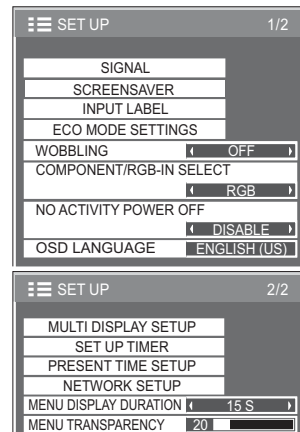 SET UP 1/2
SIGNAL
SCREENSAVER
INPUT LABEL
ECO MODE SETTINGS
WOBBLING OFF
COMPONENT/RGB-IN SELECT
RGB
NO ACTIVITY POWER OFF
DISABLE
OSD LANGUAGE ENGLISH (US)
SET UP 2/2
MULTI DISPLAY SETUP
SET UP TIMER
PRESENT TIME SETUP
NETWORK SETUP
MENU DISPLAY DURATION 15 S
MENU TRANSPARENCY 20